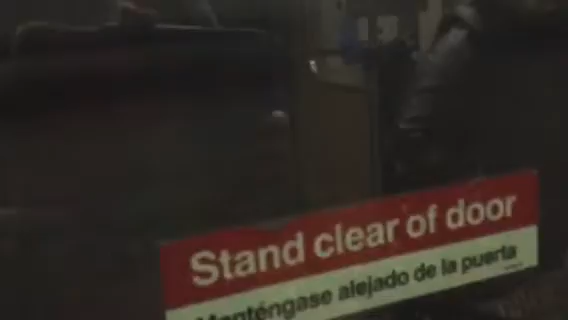 Stand clear of door
Manténgase alejado de la puerta